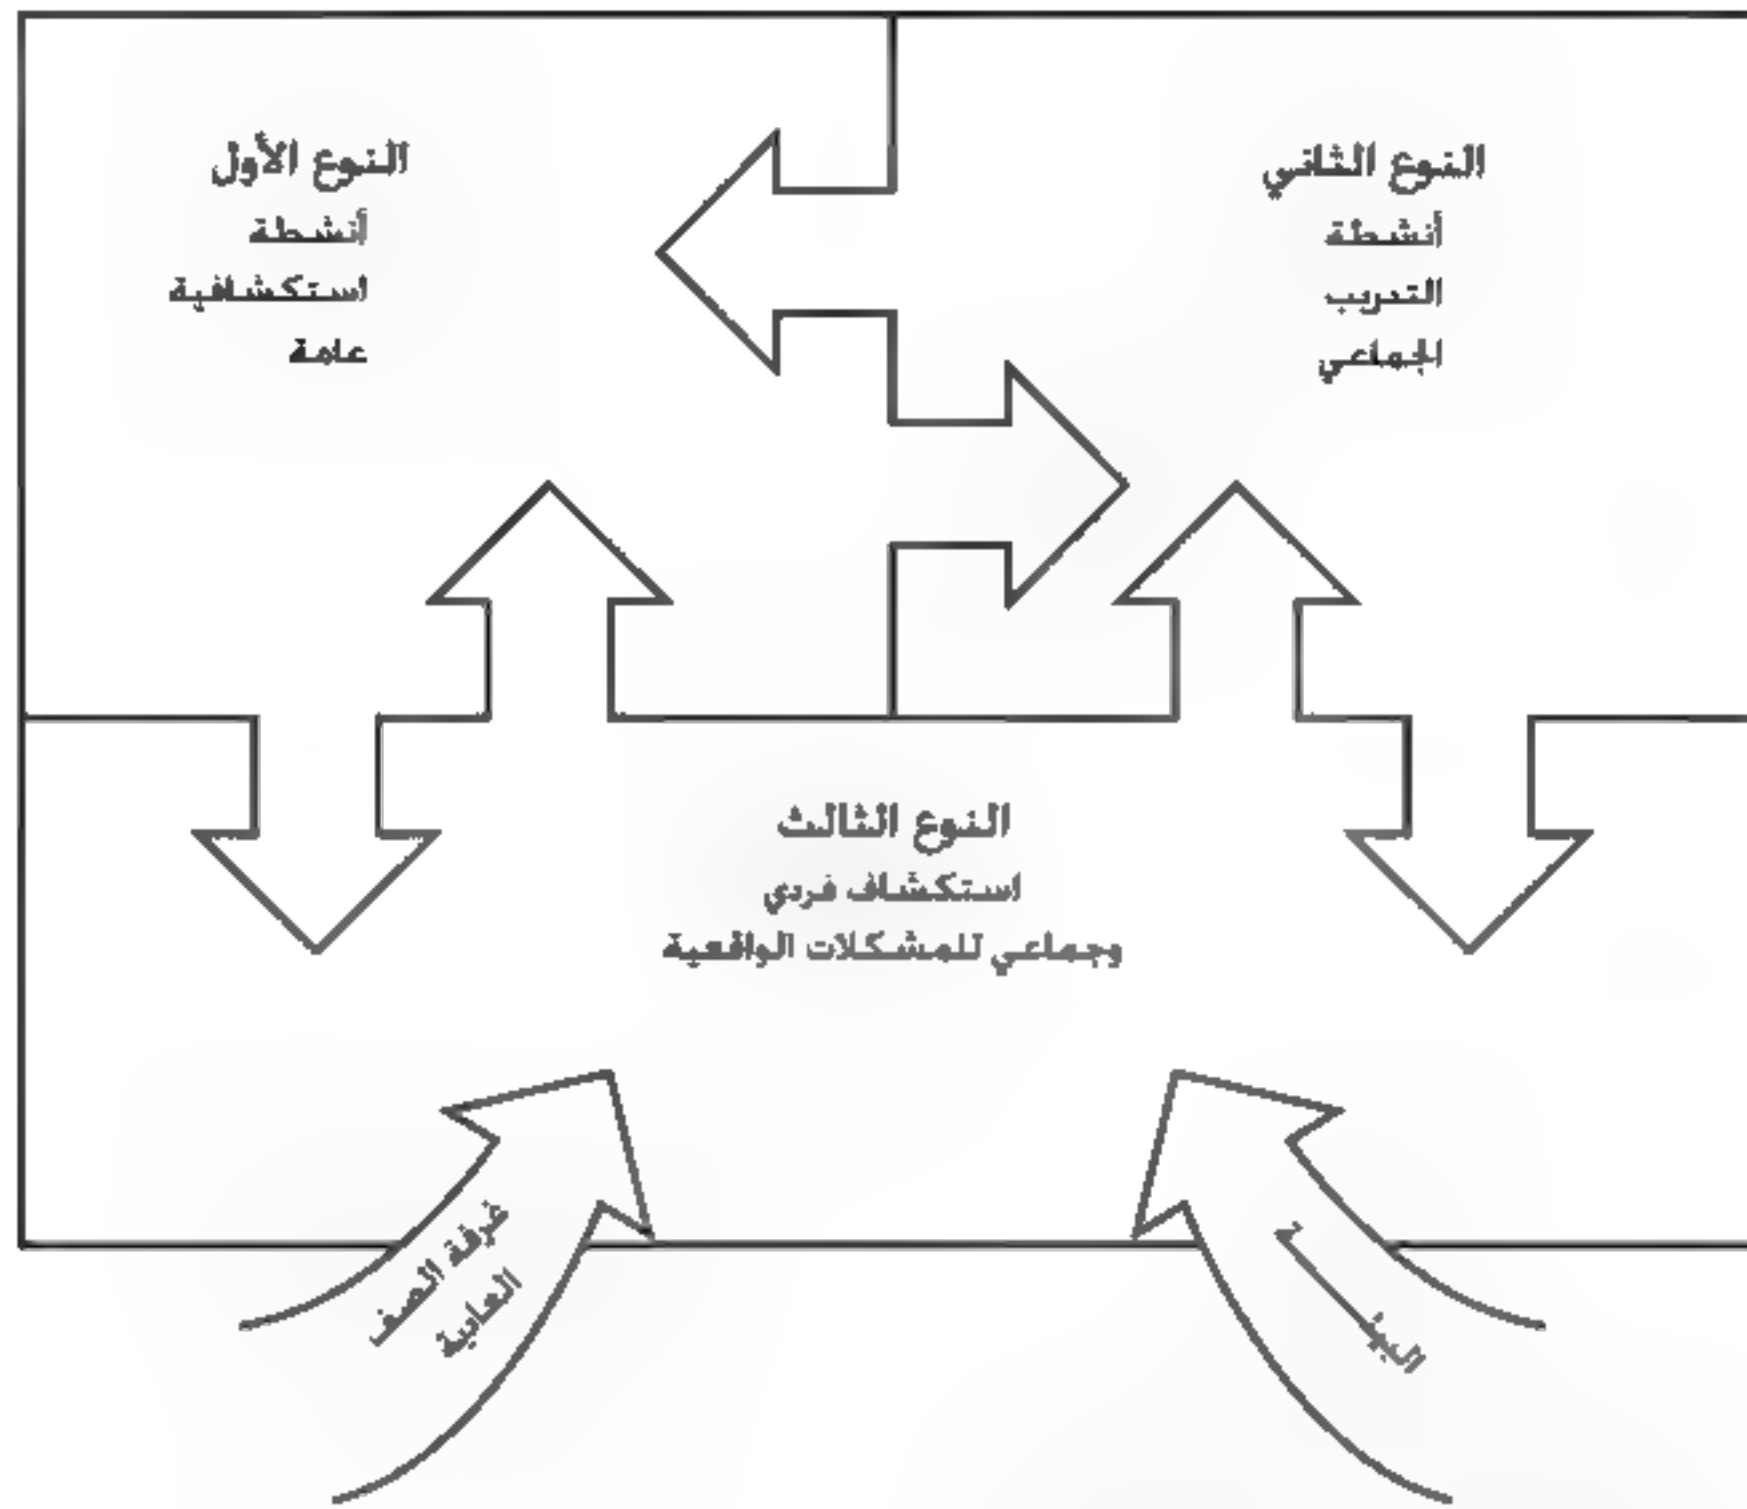 النوع الأول
أنشطة
استكشافية
عامة
النوع الثاني
أنشطة
التدريب
الجماعي
النوع الثالث
استكشاف فردي
وجماعي للمشكلات الواقعية
غرفة الصف
العادية